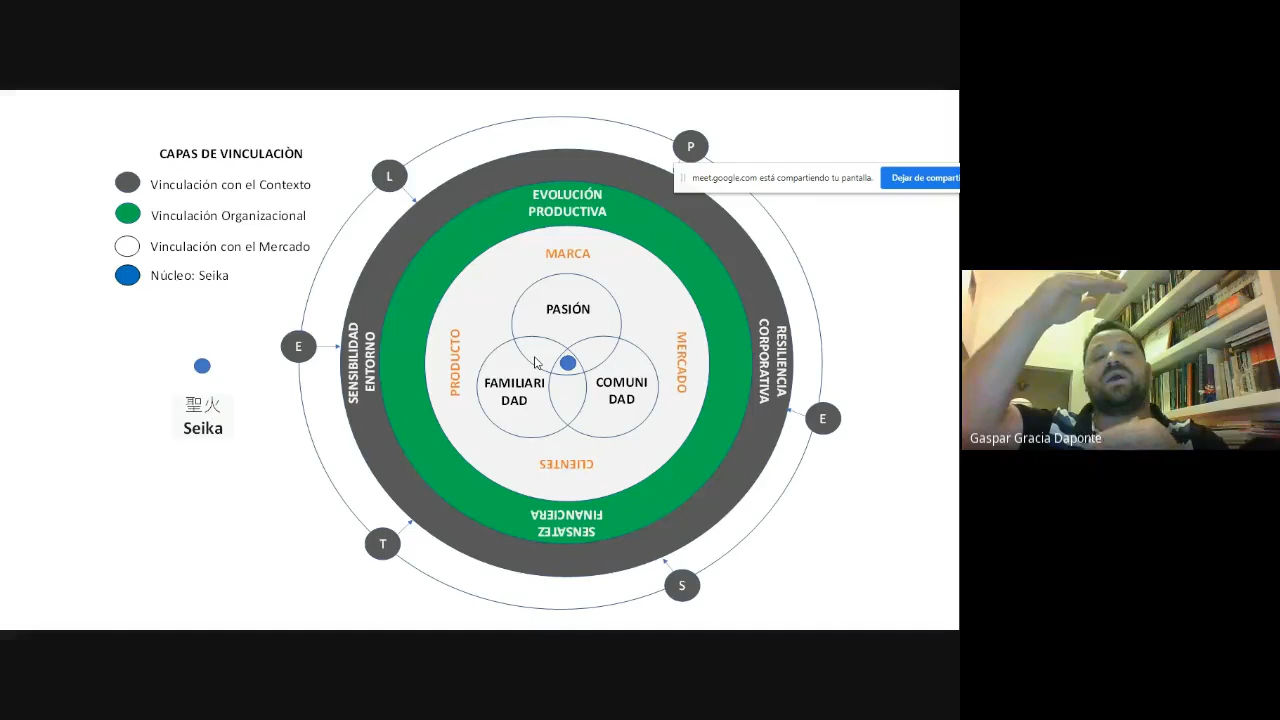 CAPAS DE VINCULACIÒN
Vinculación con el Contexto
Vinculación Organizacional
Vinculaciòn con el Mercado
Núcleo: Seika
聖火
Seika
P
L
E
T
S
E
meet.google.com está compartiendo tu pantalla.
Dejar de comparti
EVOLUCIÓN
PRODUCTIVA
MARCA
PASIÓN
SENSIBILIDAD
ENTORNO
PRODUCTO
FAMILIARI
DAD
COMUNI
DAD
MERCADO
RESILIENCIA
CORPORATIVA
CLIENTES
SENSATEZ
FINANCIERA
Gaspar Gracia Daponte